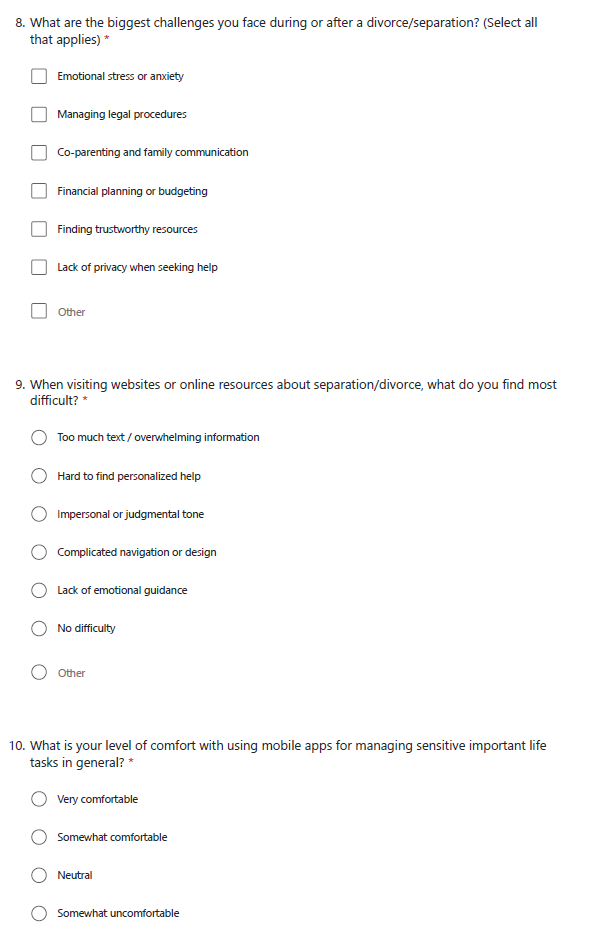 8. What are the biggest challenges you face during or after a divorce/separation? (Select all
that applies) *
Emotional stress or anxiety
Managing legal procedures
Co-parenting and family communication
Financial planning or budgeting
Finding trustworthy resources
Lack of privacy when seeking help
Other
9. When visiting websites or online resources about separation/divorce, what do you find most
difficult? *
Too much text / overwhelming information
Hard to find personalized help
Impersonal or judgmental tone
Complicated navigation or design
Lack of emotional guidance
No difficulty
Other
10. What is your level of comfort with using mobile apps for managing sensitive important life
tasks in general? *
Very comfortable
Somewhat comfortable
Neutral
Somewhat uncomfortable